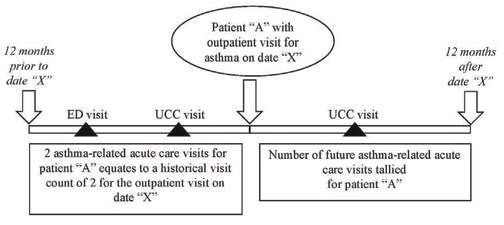 Patient “A” with
outpatient visit for
asthma on date “X”
12 months
prior to
date “X”
12 months
after
date “X”
ED visit
UCC visit
UCC visit
2 asthma-related acute care visits for
patient “A” equates to a historical visit
count of 2 for the outpatient visit on
date “X”
Number of future asthma-related acute
care visits tallied
for patient “A”